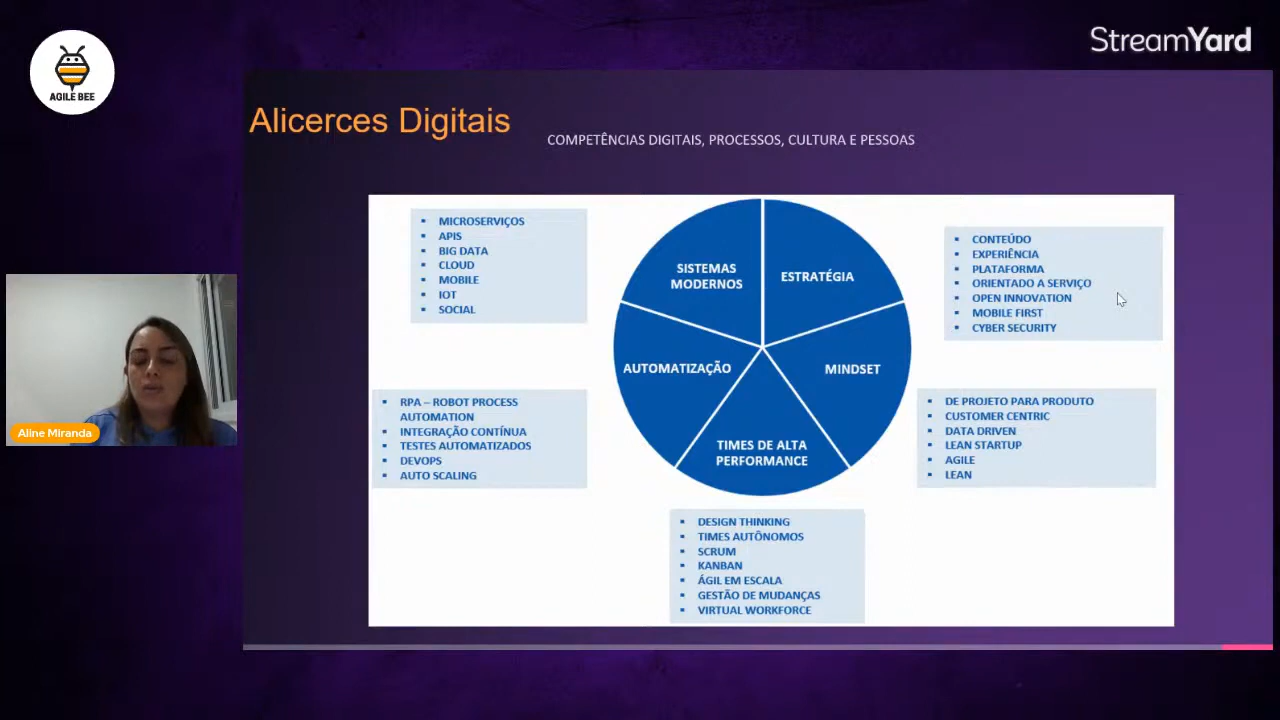 AGILE BEE
StreamYard
Alicerces Digitais
COMPETÊNCIAS DIGITAIS, PROCESSOS, CULTURA E PESSOAS
▪ MICROSERVIÇOS
▪ APIS
▪ BIG DATA
▪ CLOUD
▪ MOBILE
▪ IOT
▪ SOCIAL
SISTEMAS
MODERNOS
ESTRATÉGIA
▪ CONTEÚDO
▪ EXPERIÊNCIA
▪ PLATAFORMA
▪ ORIENTADO A SERVIÇO
▪ OPEN INNOVATION
▪ MOBILE FIRST
▪ CYBER SECURITY
AUTOMATIZAÇÃO
MINDSET
▪ RPA – ROBOT PROCESS
AUTOMATION
▪ INTEGRAÇÃO CONTÍNUA
▪ TESTES AUTOMATIZADOS
▪ DEVOPS
▪ AUTO SCALING
▪ DE PROJETO PARA PRODUTO
▪ CUSTOMER CENTRIC
▪ DATA DRIVEN
▪ LEAN STARTUP
▪ AGILE
▪ LEAN
TIMES DE ALTA
PERFORMANCE
▪ DESIGN THINKING
▪ TIMES AUTÔNOMOS
▪ SCRUM
▪ KANBAN
▪ ÁGIL EM ESCALA
▪ GESTÃO DE MUDANÇAS
▪ VIRTUAL WORKFORCE
Aline Miranda